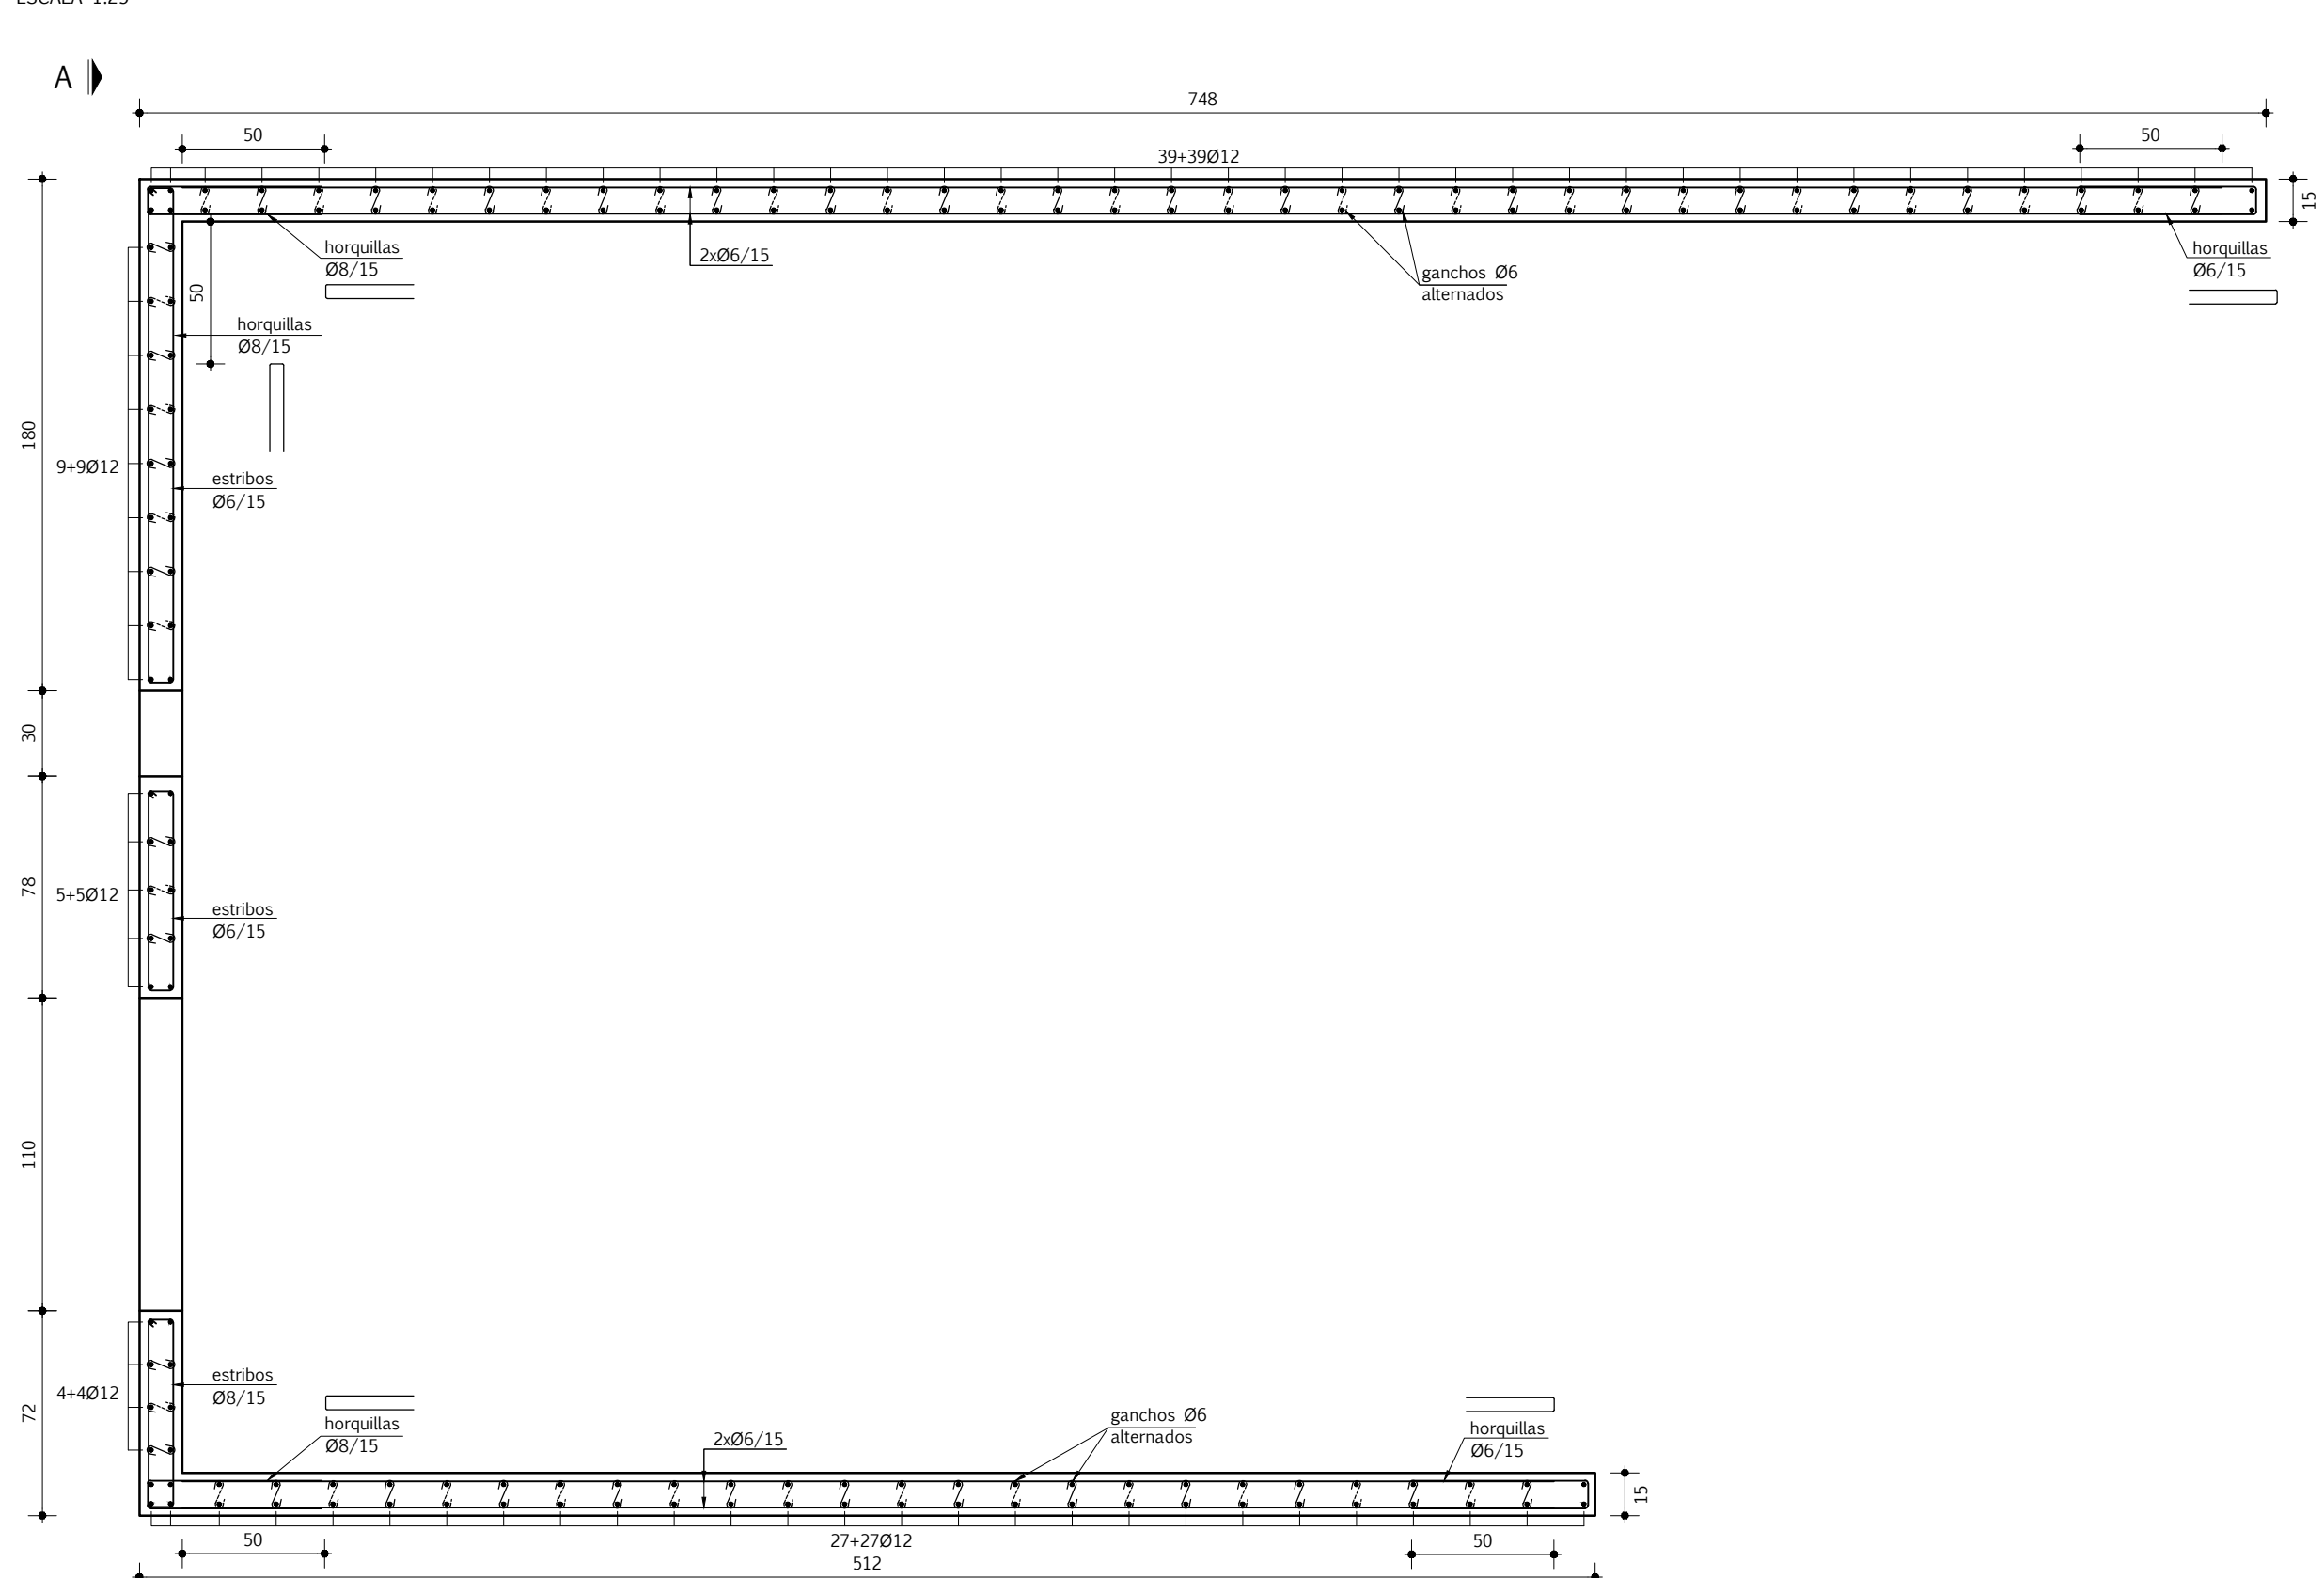 ESCALA 1:25
A
748
50
50
39+39Ø12
15
horquillas
Ø8/15
2xØ6/15
ganchos Ø6
alternados
horquillas
Ø6/15
50
horquillas
Ø8/15
180
9+9Ø12
estribos
Ø6/15
30
78
5+5Ø12
estribos
Ø6/15
110
72
4+4Ø12
estribos
Ø8/15
horquillas
Ø8/15
2xØ6/15
ganchos Ø6
alternados
horquillas
Ø6/15
15
50
27+27Ø12
50
512